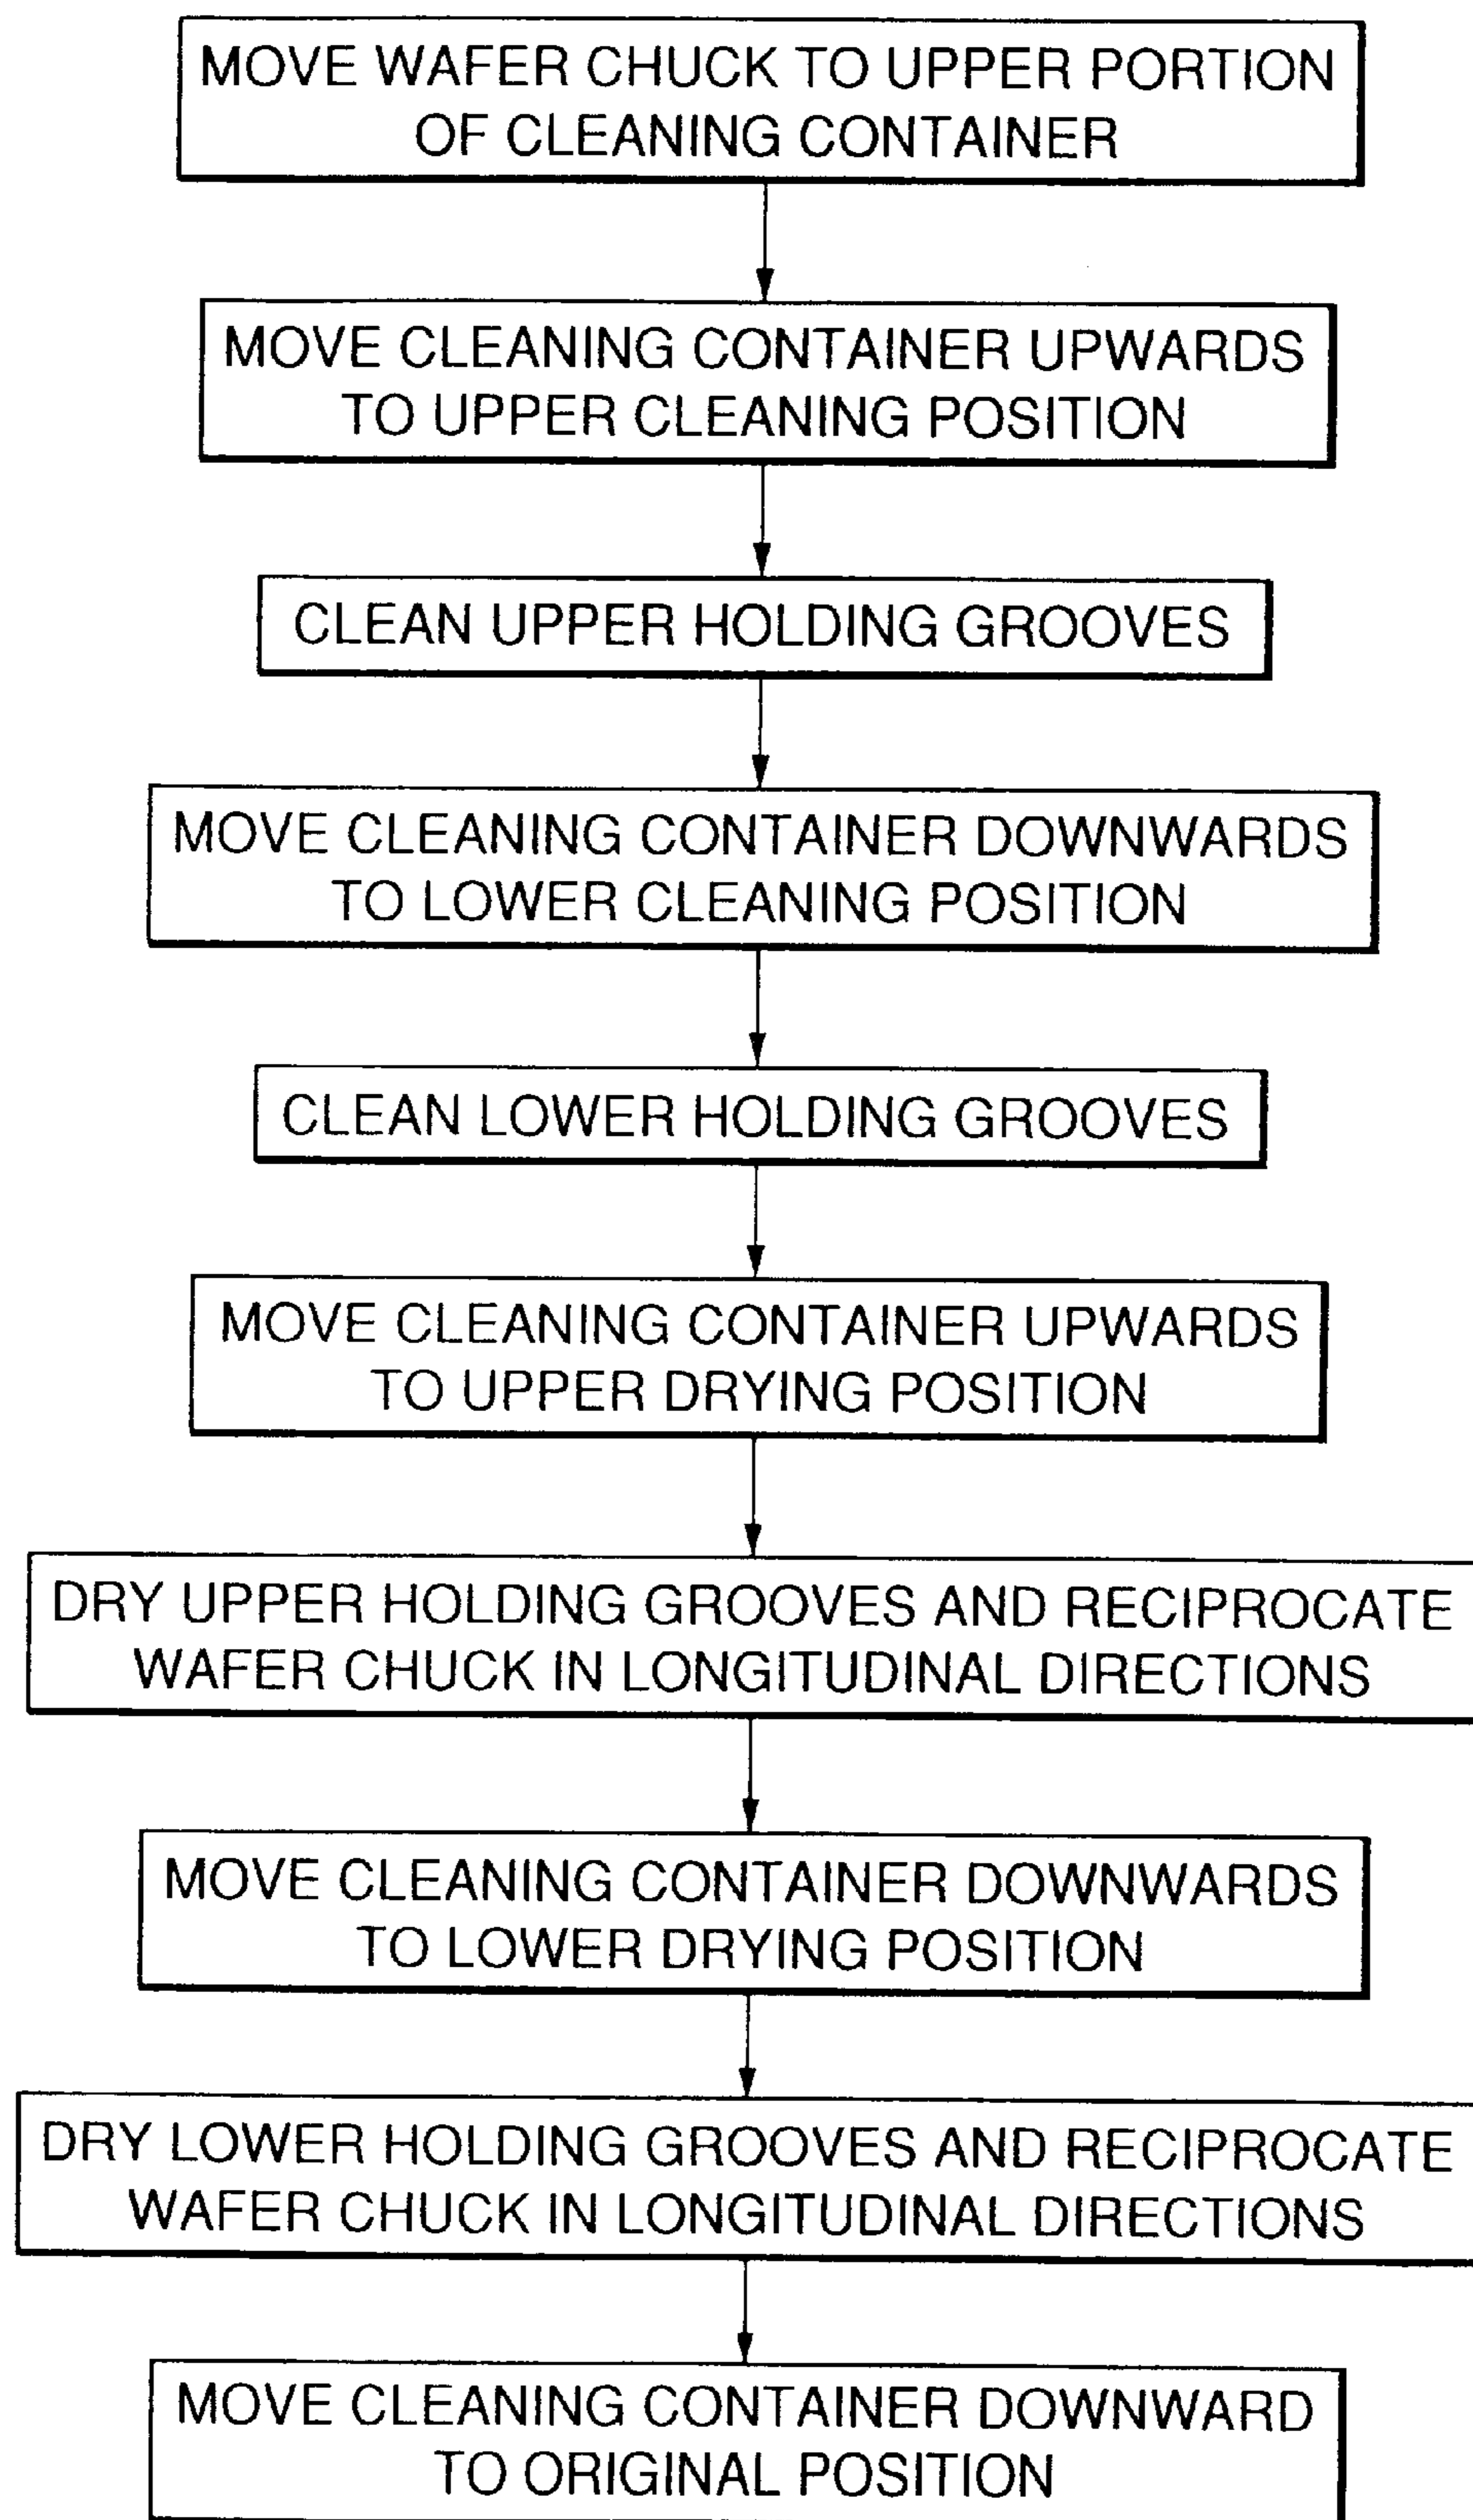 MOVE WAFER CHUCK TO UPPER PORTION
OF CLEANING CONTAINER
MOVE CLEANING CONTAINER UPWARDS
TO UPPER CLEANING POSITION
CLEAN UPPER HOLDING GROOVES
MOVE CLEANING CONTAINER DOWNWARDS
TO LOWER CLEANING POSITION
CLEAN LOWER HOLDING GROOVES
MOVE CLEANING CONTAINER UPWARDS
TO UPPER DRYING POSITION
DRY UPPER HOLDING GROOVES AND RECIPROCATE
WAFER CHUCK IN LONGITUDINAL DIRECTIONS
MOVE CLEANING CONTAINER DOWNWARDS
TO LOWER DRYING POSITION
DRY LOWER HOLDING GROOVES AND RECIPROCATE
WAFER CHUCK IN LONGITUDINAL DIRECTIONS
MOVE CLEANING CONTAINER DOWNWARD
TO ORIGINAL POSITION